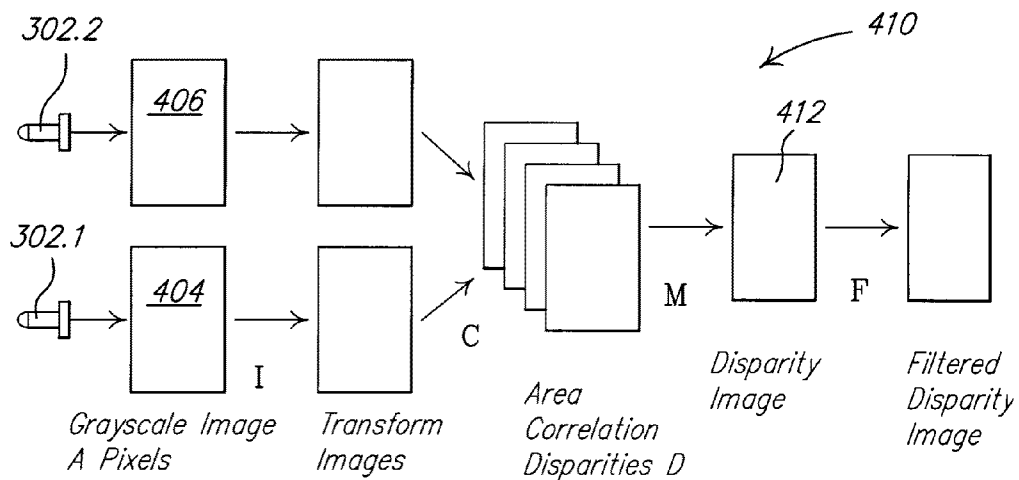 302.2
410
406
412
302.1
404
I
C
M
F
Grayscale Image
A Pixels
Transform
Images
Area
Correlation
Disparities D
Disparity
Image
Filtered
Disparity
Image